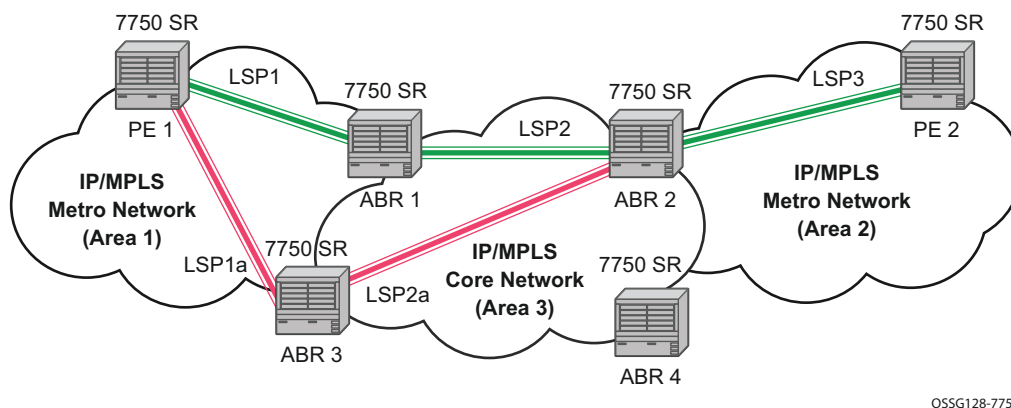 7750 SR
PE 1
LSP1
7750 SR
ABR 1
LSP2
7750 SR
ABR 2
LSP3
7750 SR
PE 2
IP/MPLS
Metro Network
(Area 1)
IP/MPLS
Metro Network
(Area 2)
LSP1a
7750 SR
ABR 3
LSP2a
IP/MPLS
Core Network
(Area 3)
7750 SR
ABR 4
OSSG128-775